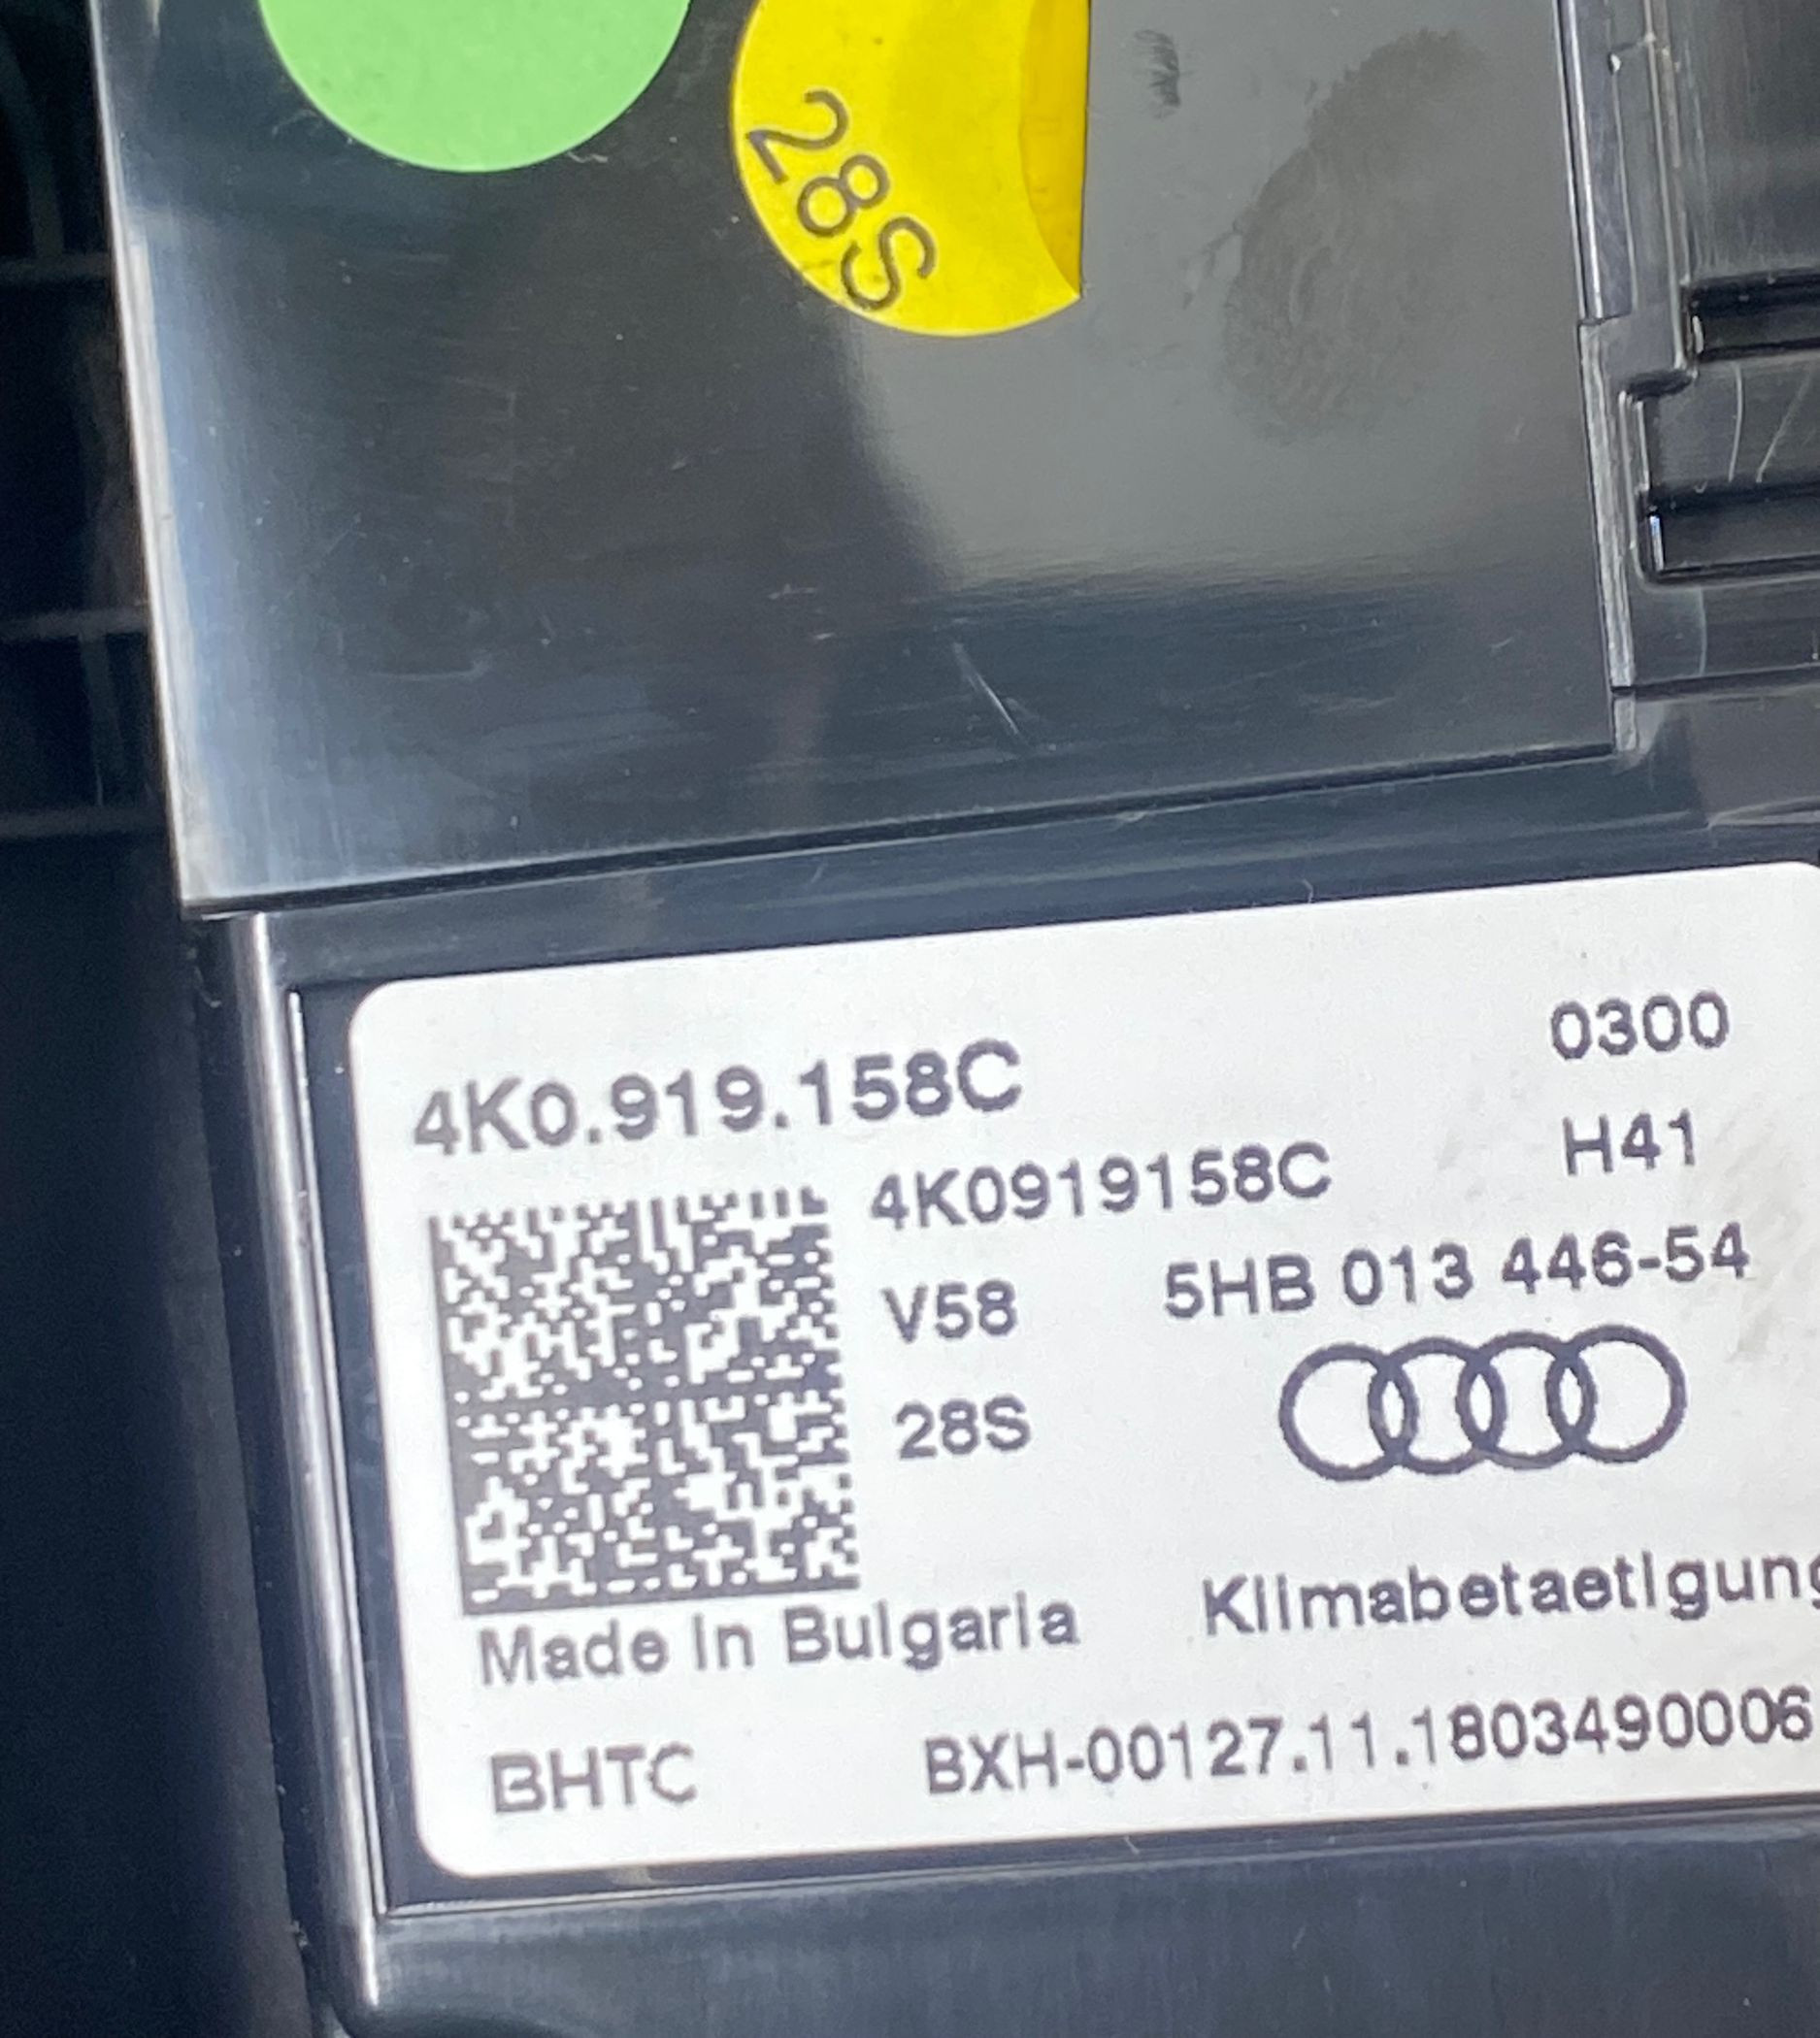 28S
4K0.919.158C
0300
4K0919158C
H41
V58
5HB 013 446-54
28S
Made in Bulgaria
Klimabetaetigung
BHTC
BXH-00127.11.1803490006